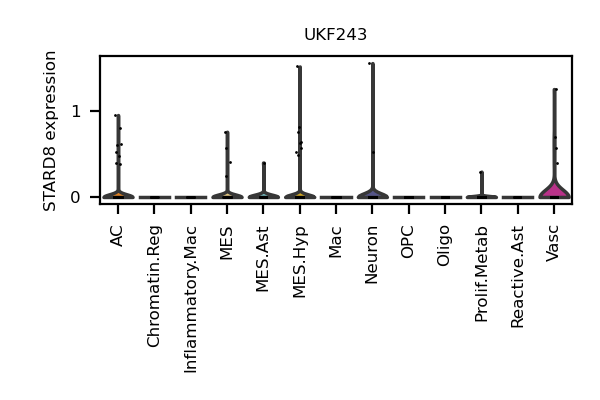 UKF243
STARD8 expression
1
0
AC
Chromatin.Reg
Inflammatory.Mac
MES
MES.Ast
MES.Hyp
Mac
Neuron
OPC
Oligo
Prolif.Metab
Reactive.Ast
Vasc